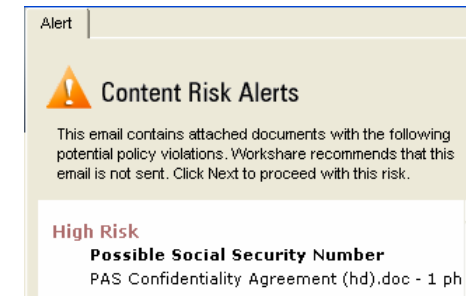 Alert
Content Risk Alerts
This email contains attached documents with the following
potential policy violations. Workshare recommends that this
email is not sent. Click Next to proceed with this risk.
High Risk
Possible Social Security Number
PAS Confidentiality Agreement (hd).doc - 1 ph